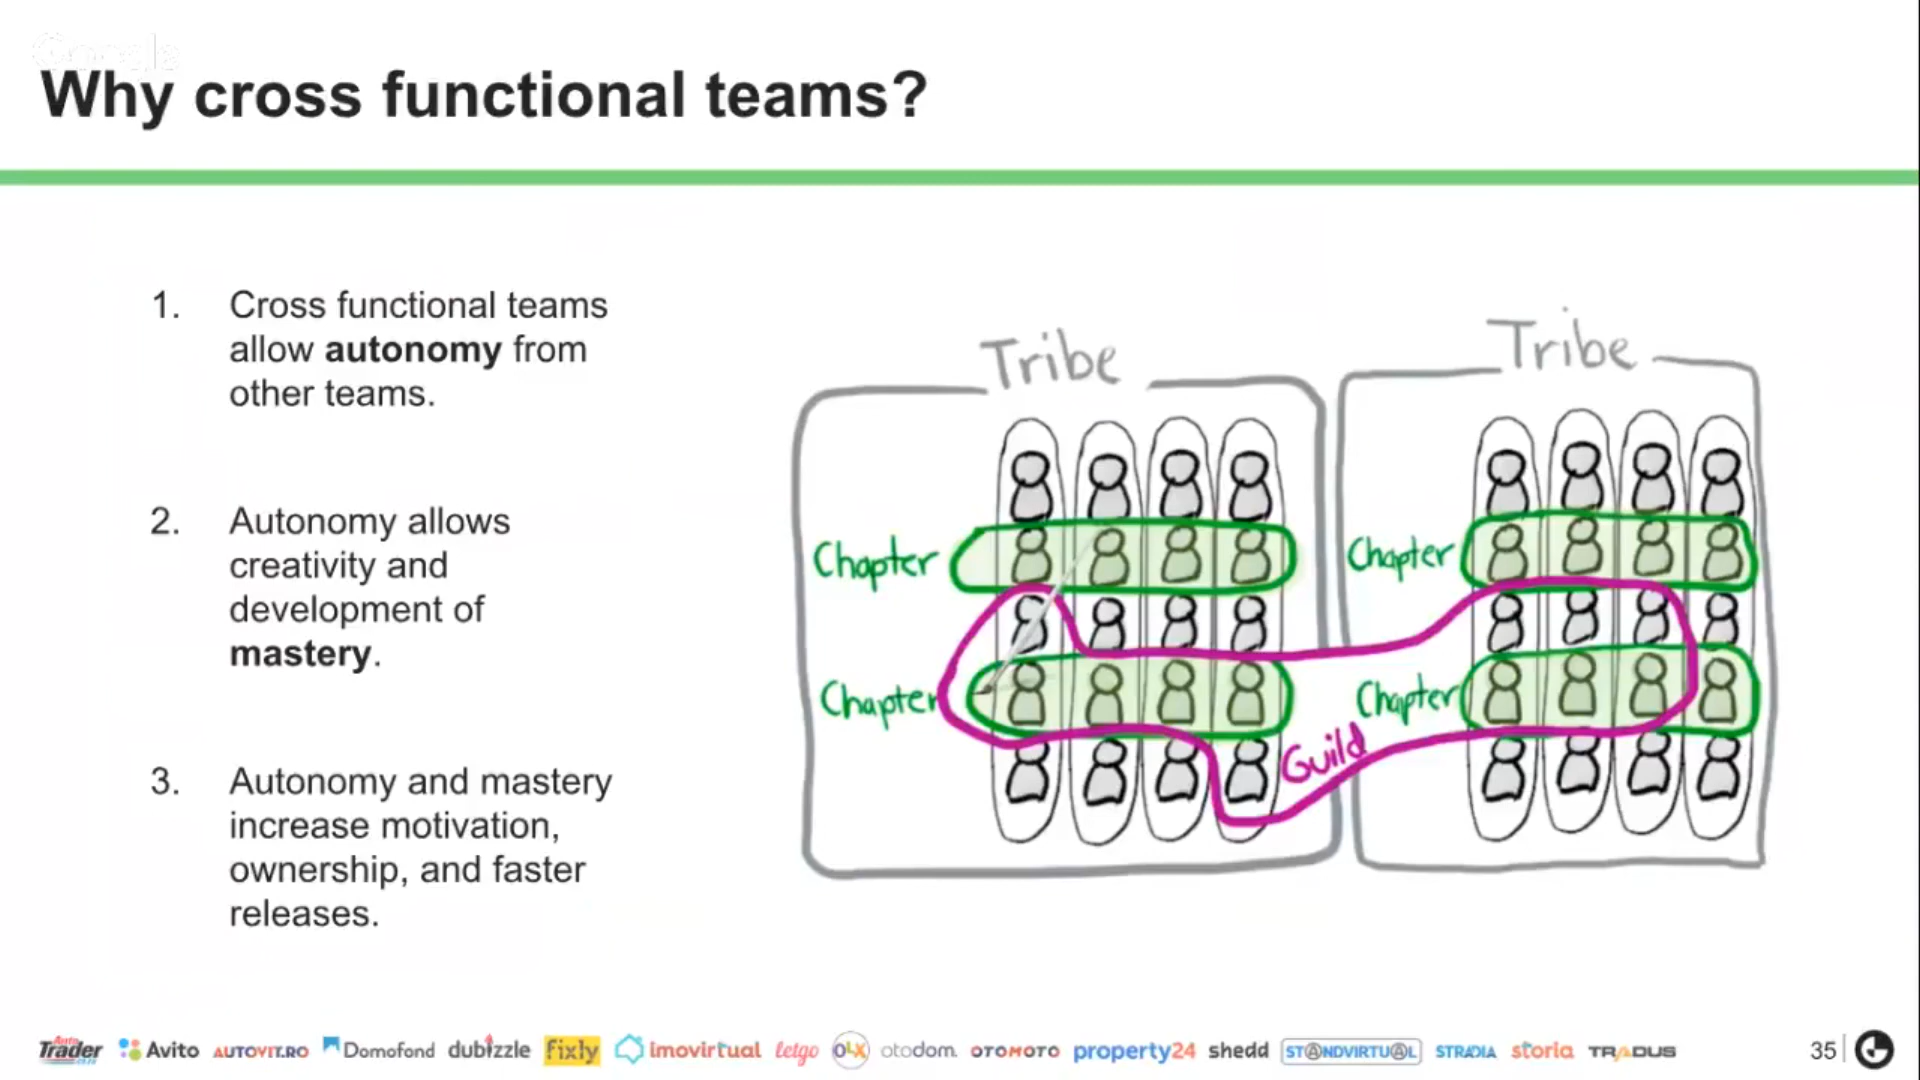 Google
Why cross functional teams?
1. Cross functional teams
allow autonomy from
other teams.
2. Autonomy allows
creativity and
development of
mastery.
3. Autonomy and mastery
increase motivation,
ownership, and faster
releases.
Tribe
Tribe
Chapter
Chapter
Chapter
Chapter
Guild
Auto
Trader
Avito
AUTOVIT.RO
Domofond
dubizzle
fixly
imovirtual
letgo
OLX
otodom
OTOMOTO
property24
shedd
STANDVIRTUAL
STRADIA
storia
TRADUS
35